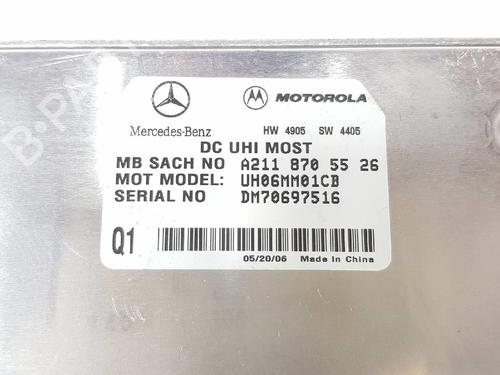 MOTOROLA
Mercedes-Benz HW 4905 SW 4405
DC UHI MOST
MB SACH NO A211 870 55 26
MOT MODEL: UH06MM01CB
SERIAL NO DM70697516
Q1
05/20/06 Made In China